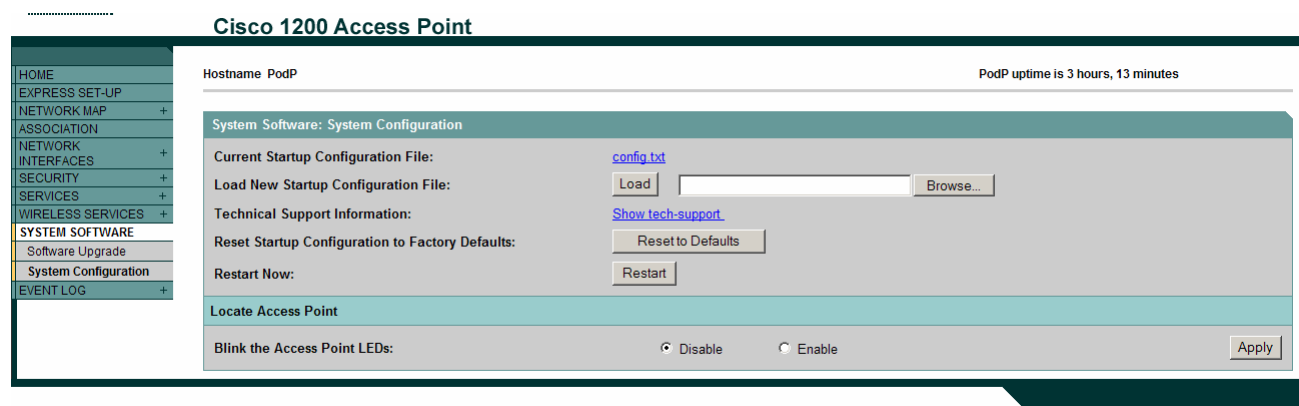 Cisco 1200 Access Point
HOME
EXPRESS SET-UP
NETWORK MAP +
ASSOCIATION
NETWORK
INTERFACES +
SECURITY +
SERVICES +
WIRELESS SERVICES +
SYSTEM SOFTWARE
Software Upgrade
System Configuration
EVENT LOG +
Hostname PodP PodP uptime is 3 hours, 13 minutes
System Software: System Configuration
Current Startup Configuration File: config.txt
Load New Startup Configuration File: Load Browse...
Technical Support Information: Show tech-support
Reset Startup Configuration to Factory Defaults: Reset to Defaults
Restart Now: Restart
Locate Access Point
Blink the Access Point LEDs: Disable Enable Apply